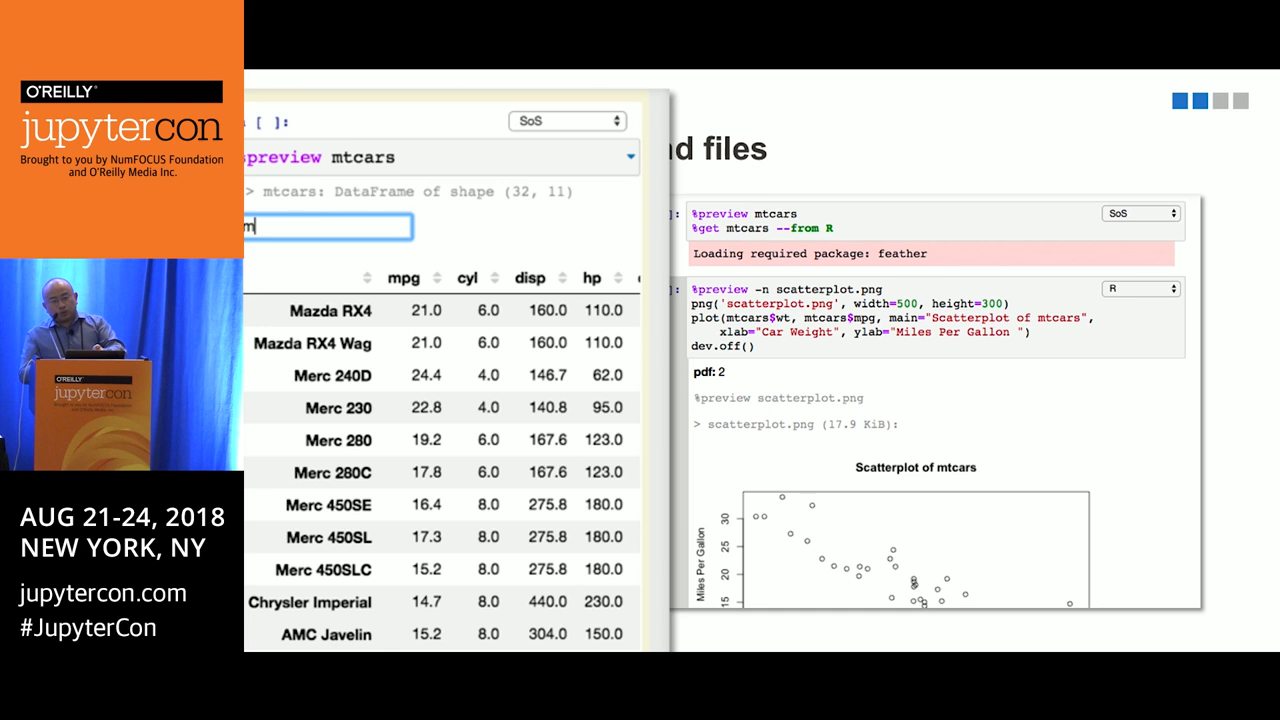 O'REILLY®
jupytercon
Brought to you by NumFOCUS Foundation
and O'Reilly Media Inc.
O'REILLY
jupytercon
AUG 21-24, 2018
NEW YORK, NY
jupytercon.com
#JupyterCon
[ ]:
SoS
preview mtcars
> mtcars: DataFrame of shape (32, 11)
m
mpg cyl disp hp
Mazda RX4 21.0 6.0 160.0 110.0
Mazda RX4 Wag 21.0 6.0 160.0 110.0
Merc 240D 24.4 4.0 146.7 62.0
Merc 230 22.8 4.0 140.8 95.0
Merc 280 19.2 6.0 167.6 123.0
Merc 280C 17.8 6.0 167.6 123.0
Merc 450SE 16.4 8.0 275.8 180.0
Merc 450SL 17.3 8.0 275.8 180.0
Merc 450SLC 15.2 8.0 275.8 180.0
Chrysler Imperial 14.7 8.0 440.0 230.0
AMC Javelin 15.2 8.0 304.0 150.0
d files
]: %preview mtcars
SoS
%get mtcars --from R
Loading required package: feather
]: %preview -n scatterplot.png
R
png('scatterplot.png', width=500, height=300)
plot(mtcars$wt, mtcars$mpg, main="Scatterplot of mtcars",
xlab="Car Weight", ylab="Miles Per Gallon ")
dev.off()
pdf: 2
%preview scatterplot.png
> scatterplot.png (17.9 KiB):
Scatterplot of mtcars
Miles Per Gallon
30
25
20
15